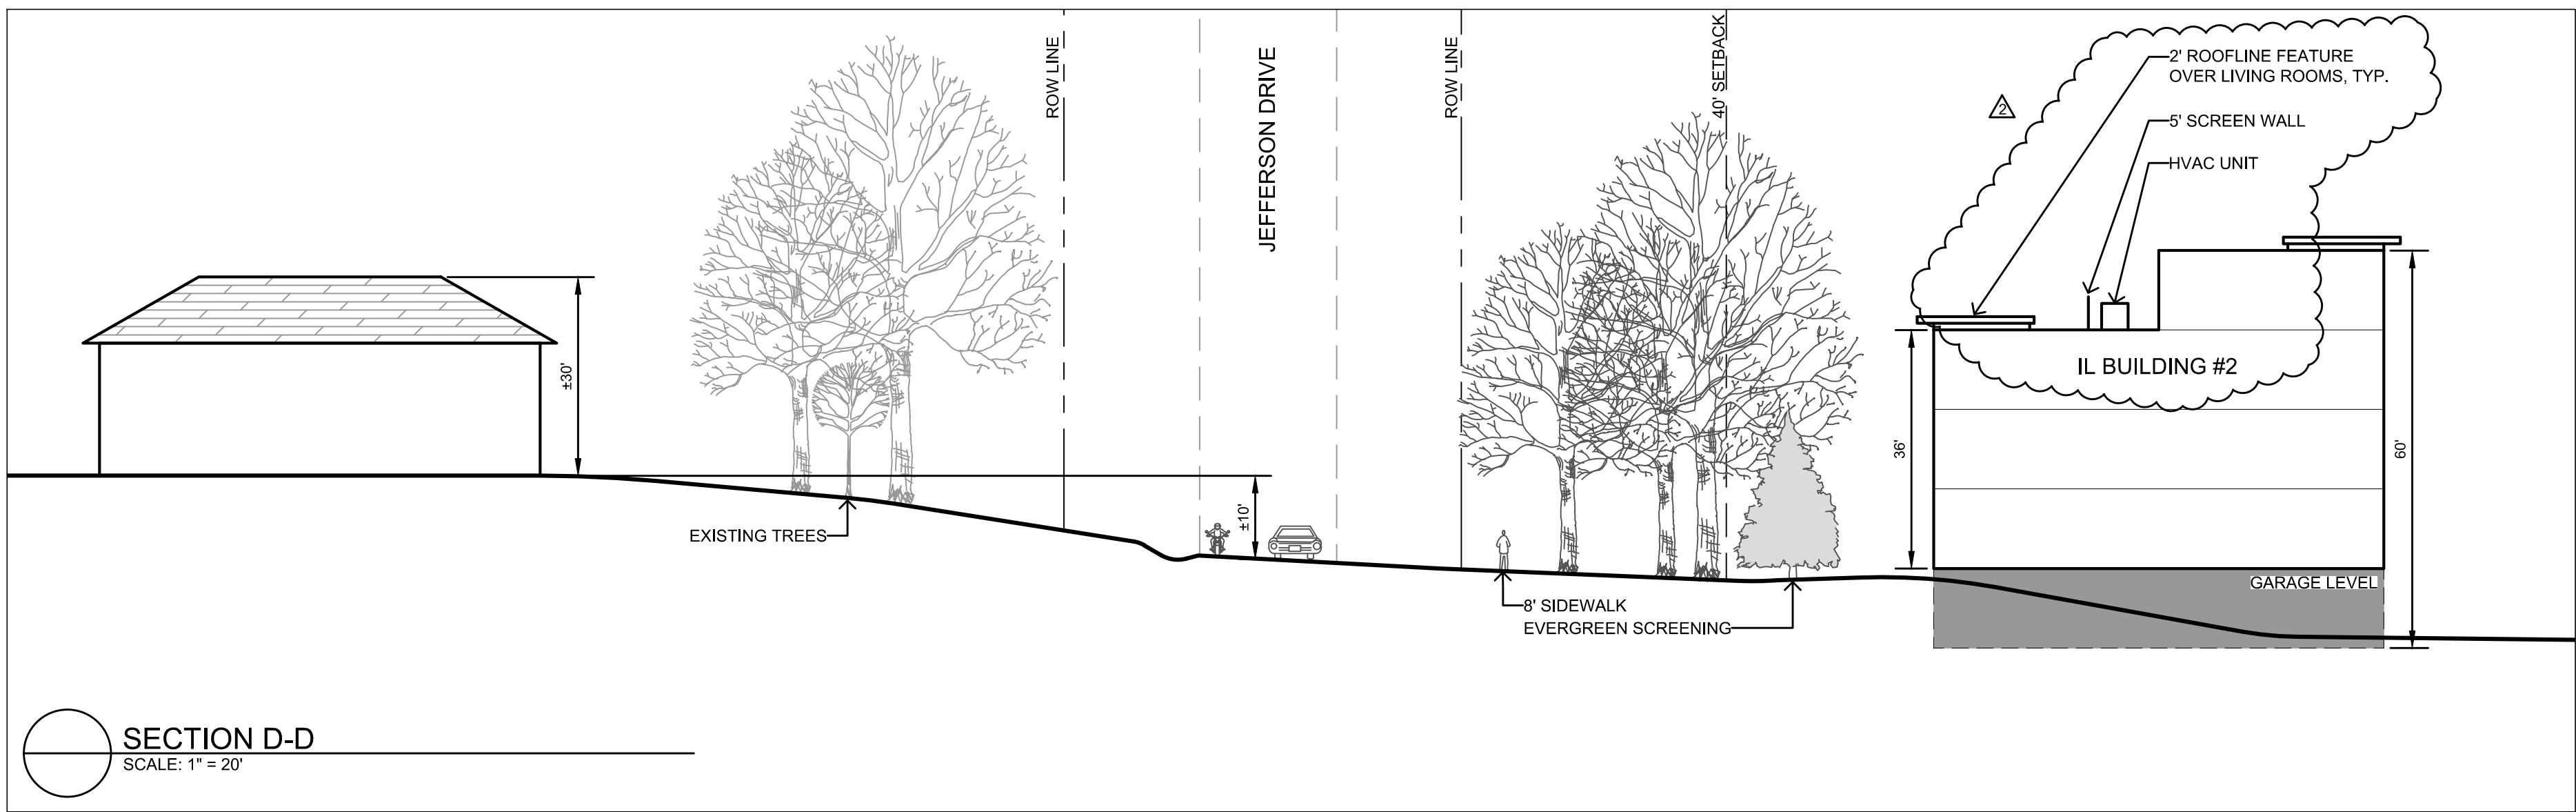 ROW LINE
JEFFERSON DRIVE
ROW LINE
40' SETBACK
2' ROOFLINE FEATURE
OVER LIVING ROOMS, TYP.
2
5' SCREEN WALL
HVAC UNIT
±30'
IL BUILDING #2
36'
60'
±10'
EXISTING TREES
GARAGE LEVEL
8' SIDEWALK
EVERGREEN SCREENING
SECTION D-D
SCALE: 1" = 20'